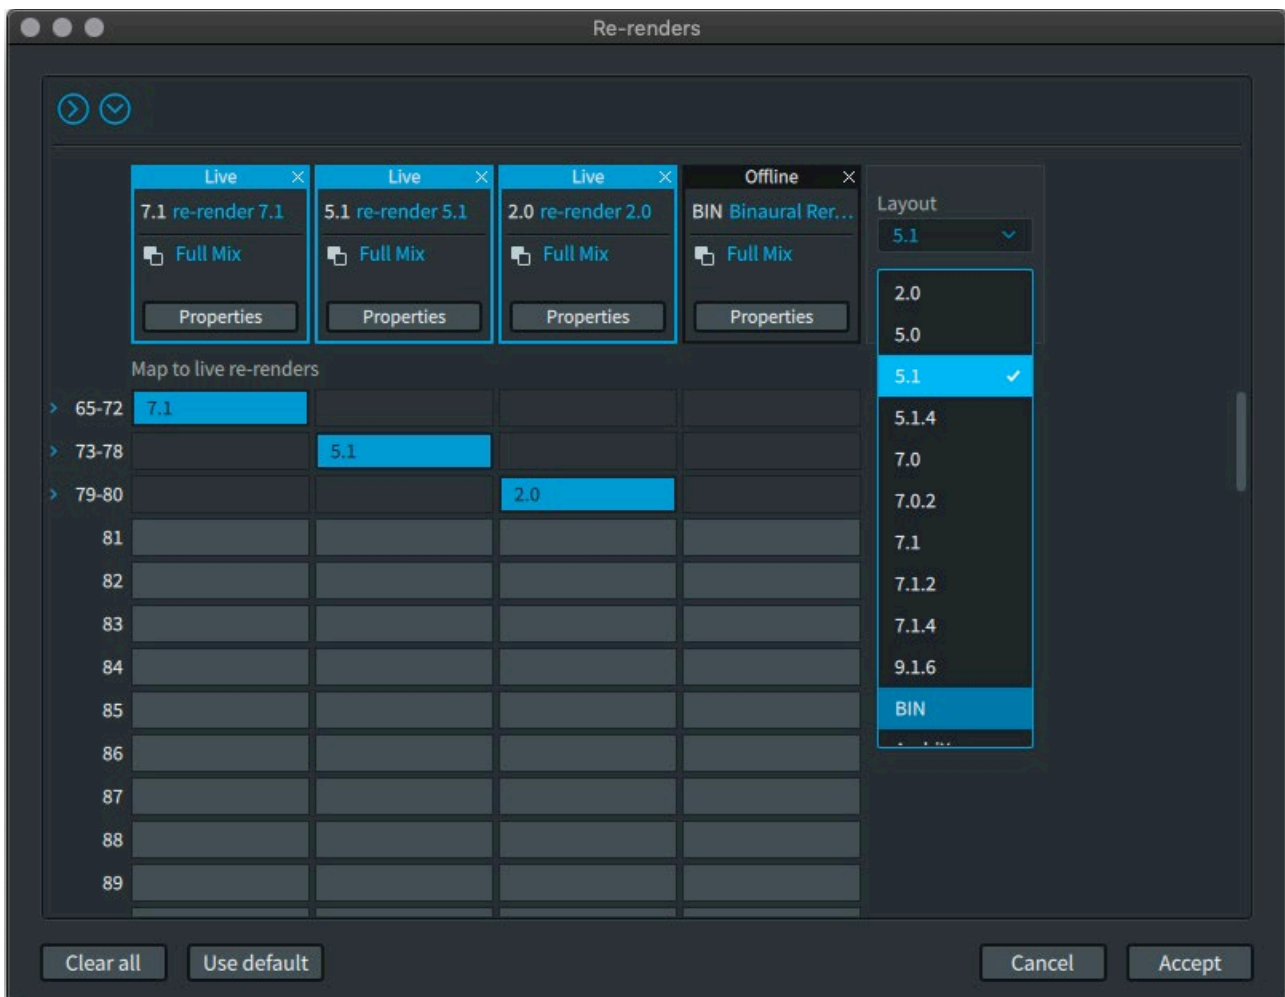 Re-renders
Live
7.1 re-render 7.1
Full Mix
Properties
Live
5.1 re-render 5.1
Full Mix
Properties
Live
2.0 re-render 2.0
Full Mix
Properties
Offline
BIN Binaural Rer...
Full Mix
Properties
Layout
5.1
2.0
5.0
5.1
5.1.4
7.0
7.0.2
7.1
7.1.2
7.1.4
9.1.6
BIN
Map to live re-renders
65-72 7.1
73-78 5.1
79-80 2.0
81
82
83
84
85
86
87
88
89
Clear all
Use default
Cancel
Accept